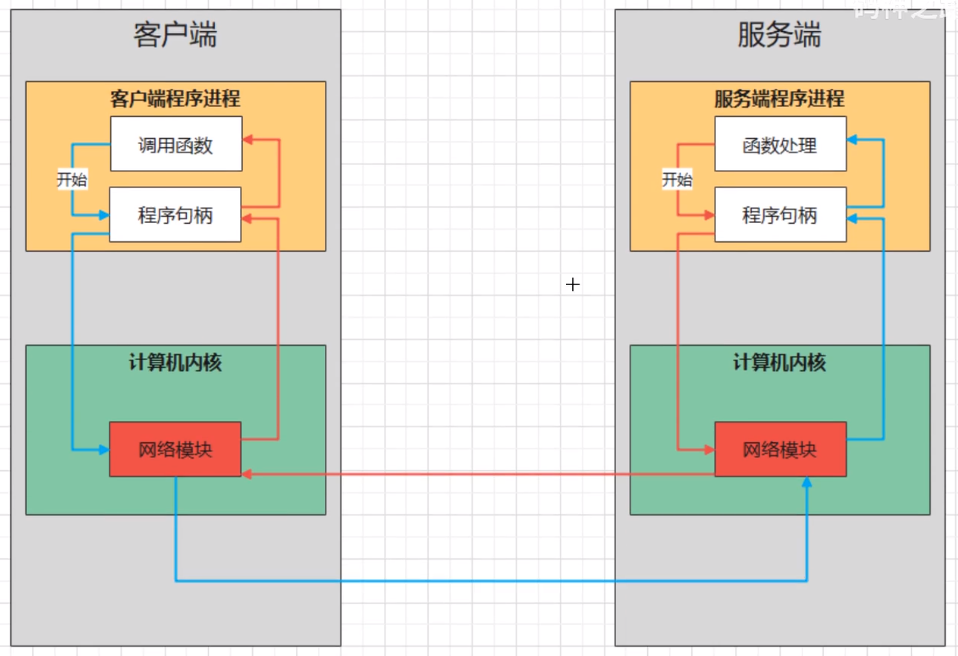 客户端
客户端程序进程
调用函数
开始
程序句柄
计算机内核
网络模块
服务端
服务端程序进程
函数处理
开始
程序句柄
计算机内核
网络模块